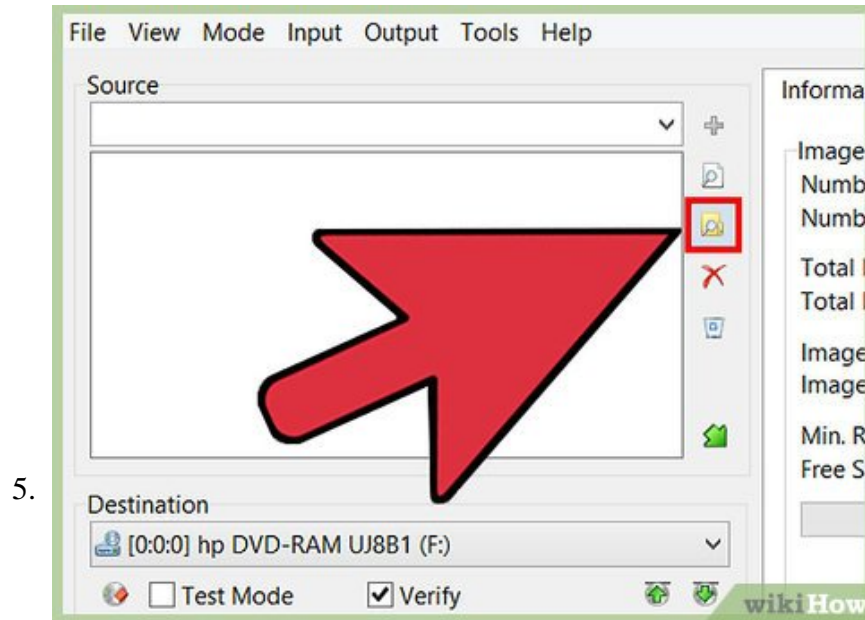 File View Mode Input Output Tools Help
Source
Informa
Image
Numb
Numb
Total
Total
Image
Image
Min. R
Free S
5.
Destination
[0:0:0] hp DVD-RAM UJ8B1 (F:)
Test Mode
Verify
wikiHow